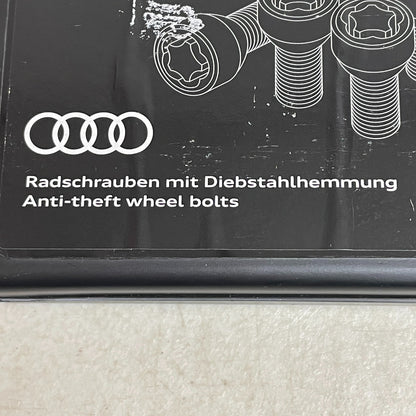 Radschrauben mit Diebstahlhemmung
Anti-theft wheel bolts